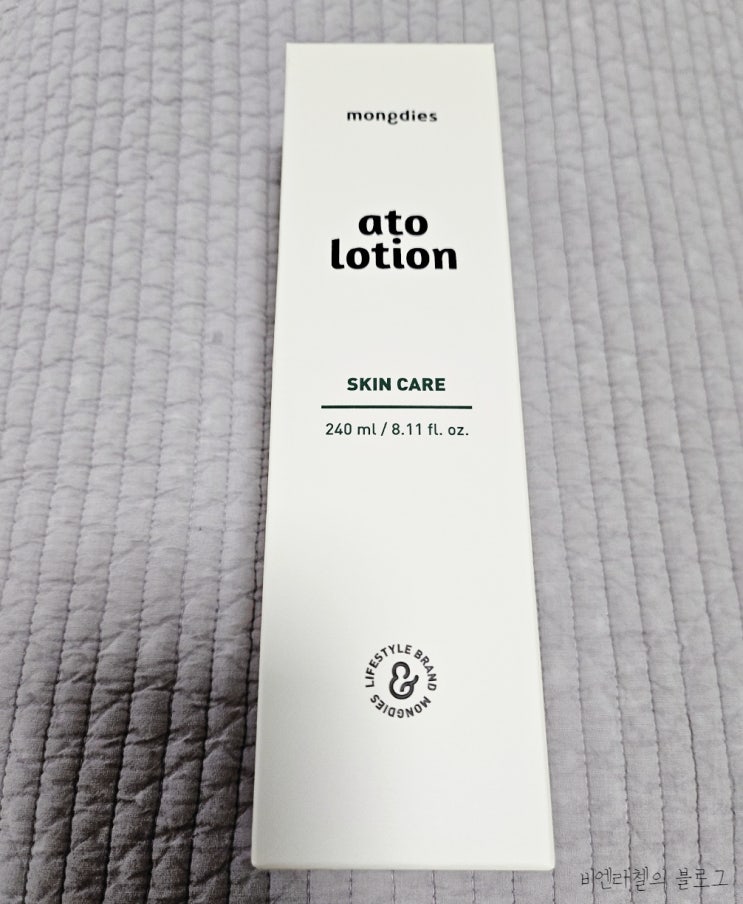 mongdies
ato
lotion
SKIN CARE
240 ml / 8.11 fl. oz.
LIFESTYLE BRAND MONGDIES
&
비엔라첼의 블로그